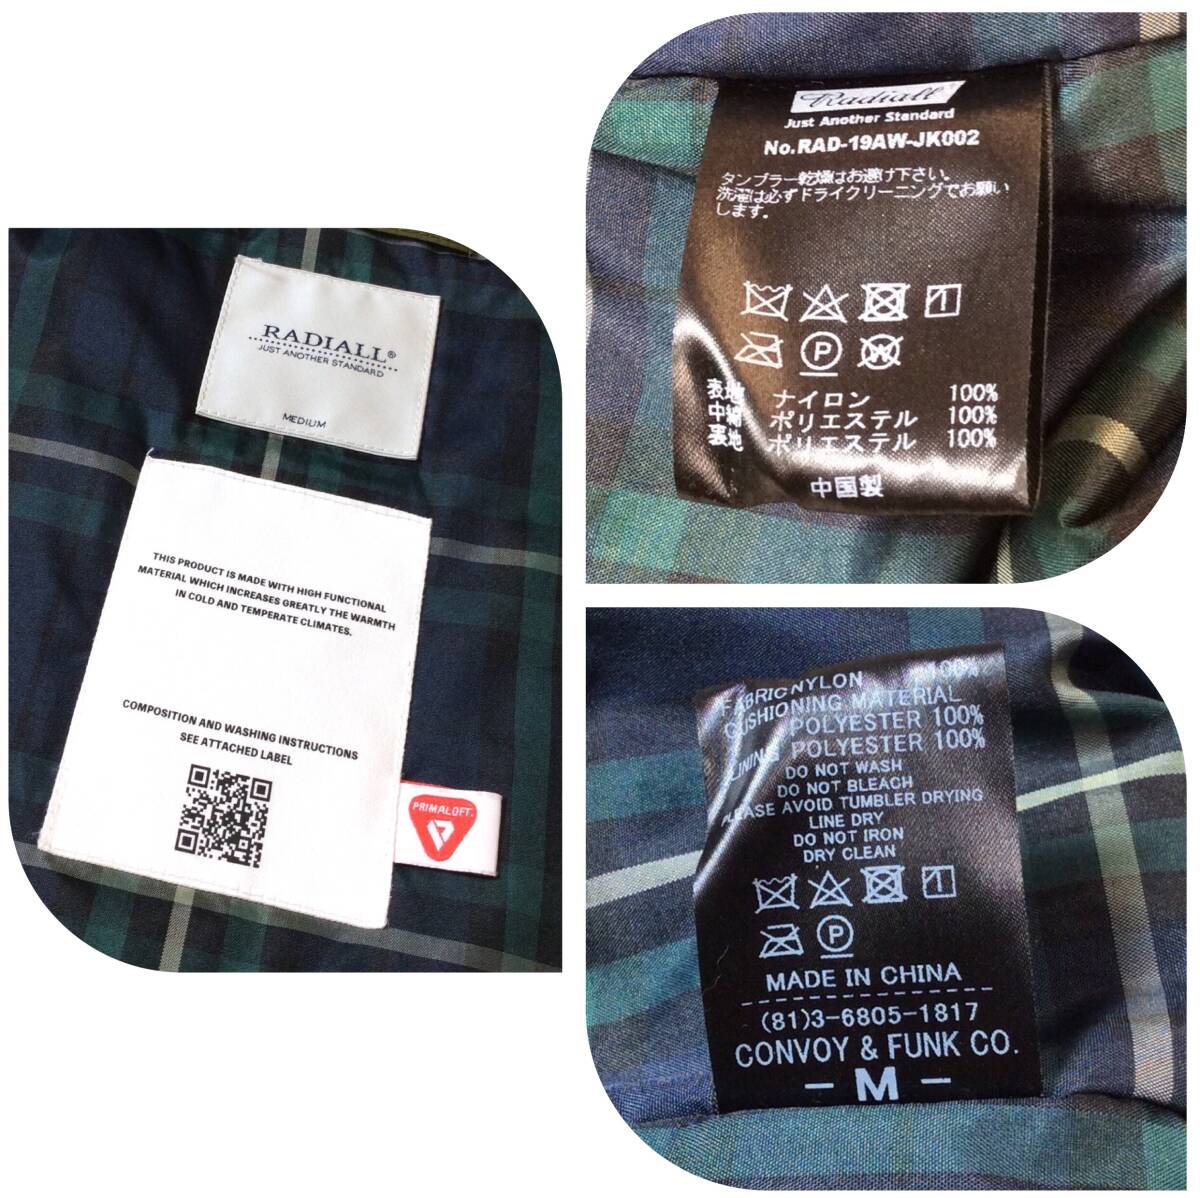 RADIALL®
JUST ANOTHER STANDARD
MEDIUM
THIS PRODUCT IS MADE WITH HIGH FUNCTIONAL
MATERIAL WHICH INCREASES GREATLY THE WARMTH
IN COLD AND TEMPERATE CLIMATES.
COMPOSITION AND WASHING INSTRUCTIONS
SEE ATTACHED LABEL
PRIMALOFT.
Radiall
Just Another Standard
No.RAD-19AW-JK002
タンブラー乾燥はお避け下さい。
洗濯は必ずドライクリーニングでお願い
します。
P
W
表地 ナイロン 100%
中綿 ポリエステル 100%
裏地 ポリエステル 100%
中国製
FABRIC NYLON 100%
CUSHIONING MATERIAL
POLYESTER 100%
LINING POLYESTER 100%
DO NOT WASH
DO NOT BLEACH
PLEASE AVOID TUMBLER DRYING
LINE DRY
DO NOT IRON
DRY CLEAN
P
MADE IN CHINA
(81)3-6805-1817
CONVOY & FUNK CO.
- M -